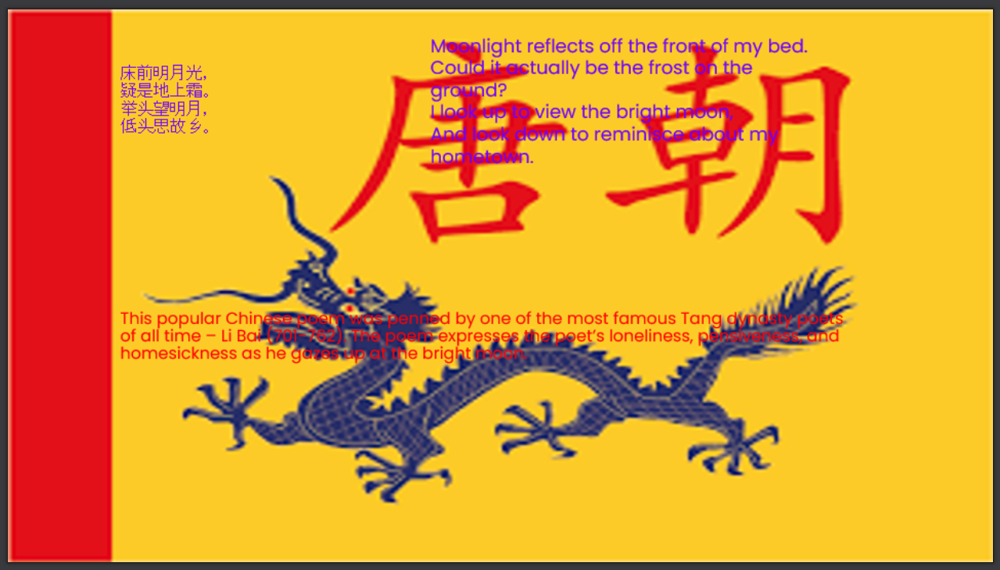 床前明月光，
疑是地上霜。
举头望明月，
低头思故乡。
Moonlight reflects off the front of my bed.
Could it actually be the frost on the
ground?
I look up to view the bright moon,
And look down to reminisce about my
hometown.
唐朝
This popular Chinese poem was penned by one of the most famous Tang dynasty poets
of all time – Li Bai (701-762). The poem expresses the poet’s loneliness, pensiveness, and
homesickness as he gazes up at the bright moon.